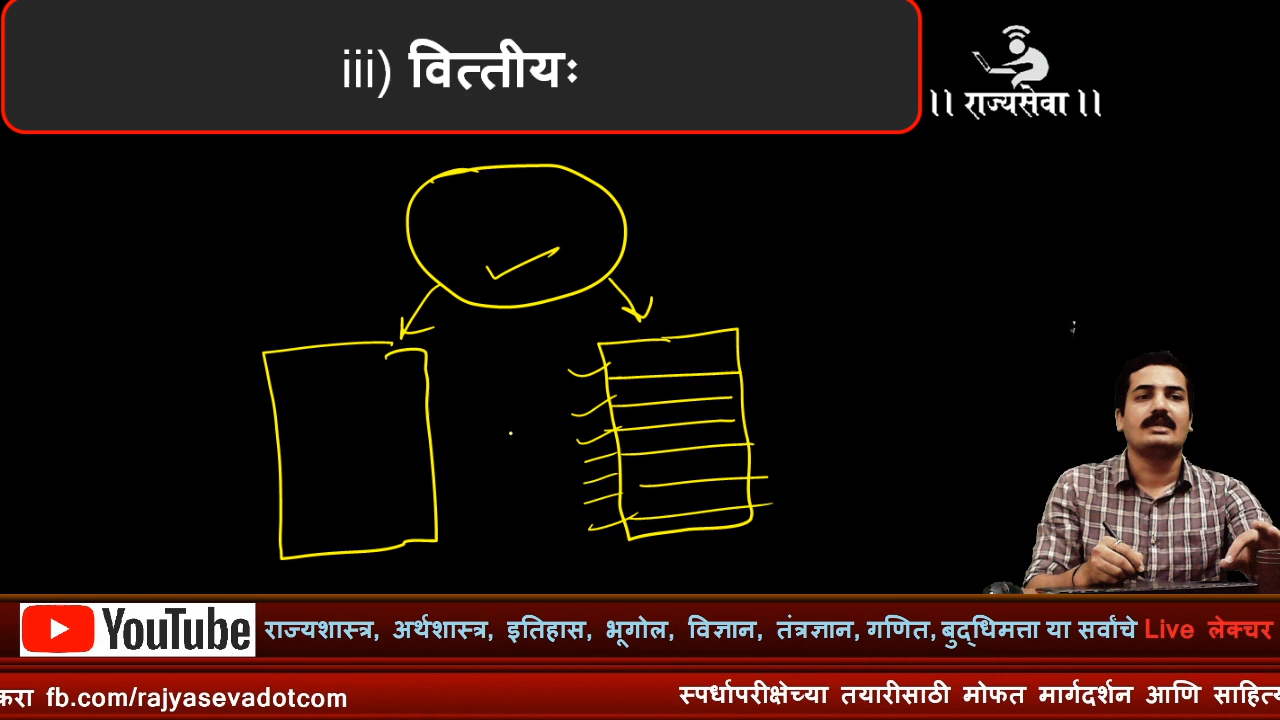 iii) वित्तीयः
।। राज्यसेवा ।।
YouTube राज्यशास्त्र, अर्थशास्त्र, इतिहास, भूगोल, विज्ञान, तंत्रज्ञान, गणित, बुद्धिमत्ता या सर्वांचे Live लेक्चर
करा fb.com/rajyasevadotcom स्पर्धापरीक्षेच्या तयारीसाठी मोफत मार्गदर्शन आणि